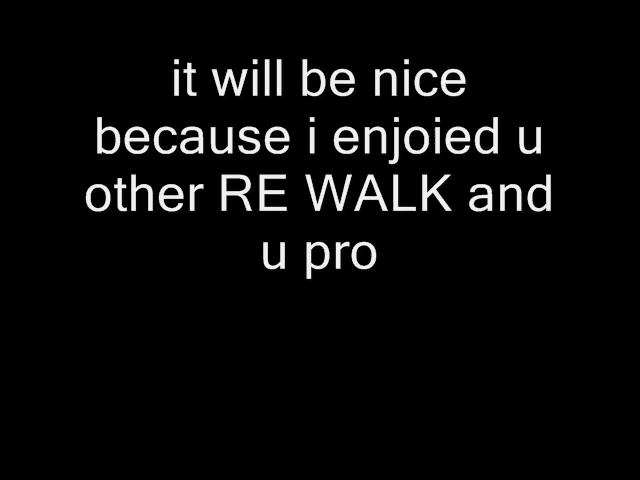 it will be nice
because i enjoied u
other RE WALK and
u pro